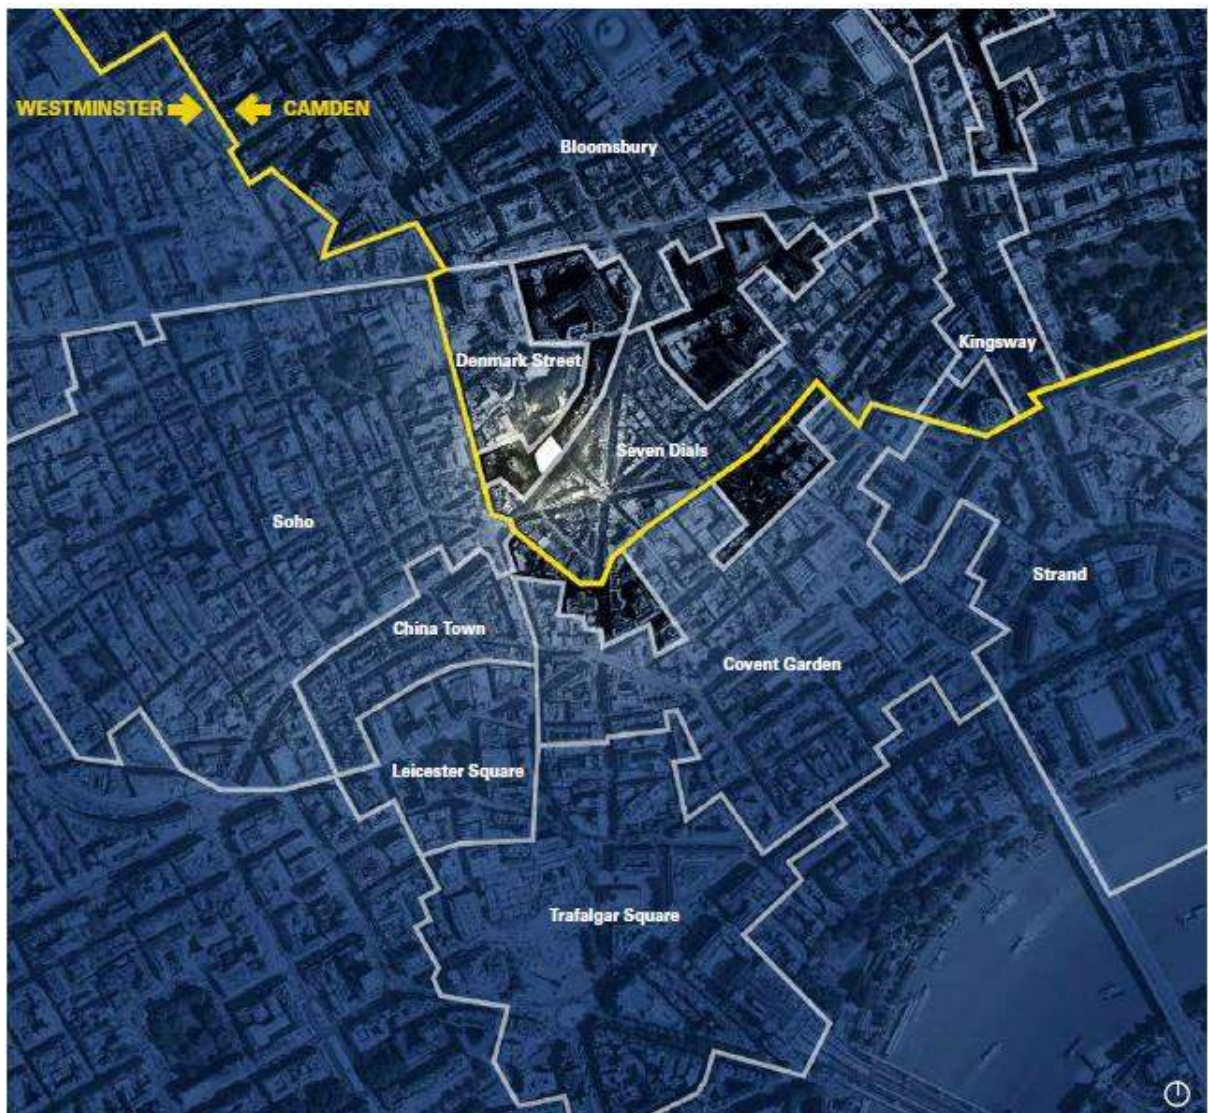 WESTMINSTER
CAMDEN
Bloomsbury
Kingsway
Denmark Street
Seven Dials
Soho
Strand
China Town
Covent Garden
Leicester Square
Trafalgar Square